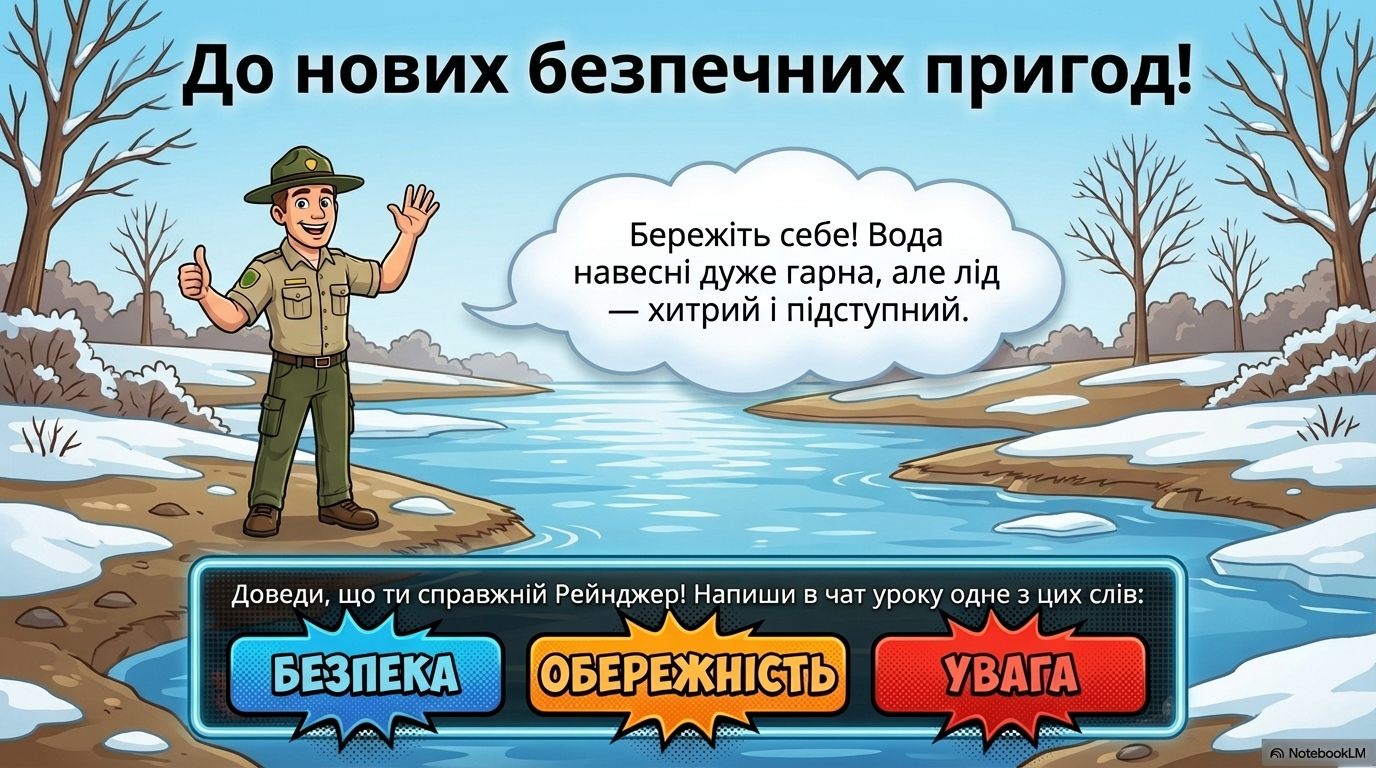 До нових безпечних пригод!
Бережіть себе! Вода
навесні дуже гарна, але лід
— хитрий і підступний.
Доведи, що ти справжній Рейнджер! Напиши в чат уроку одне з цих слів:
БЕЗПЕКА
ОБЕРЕЖНІСТЬ
УВАГА
NotebookLM